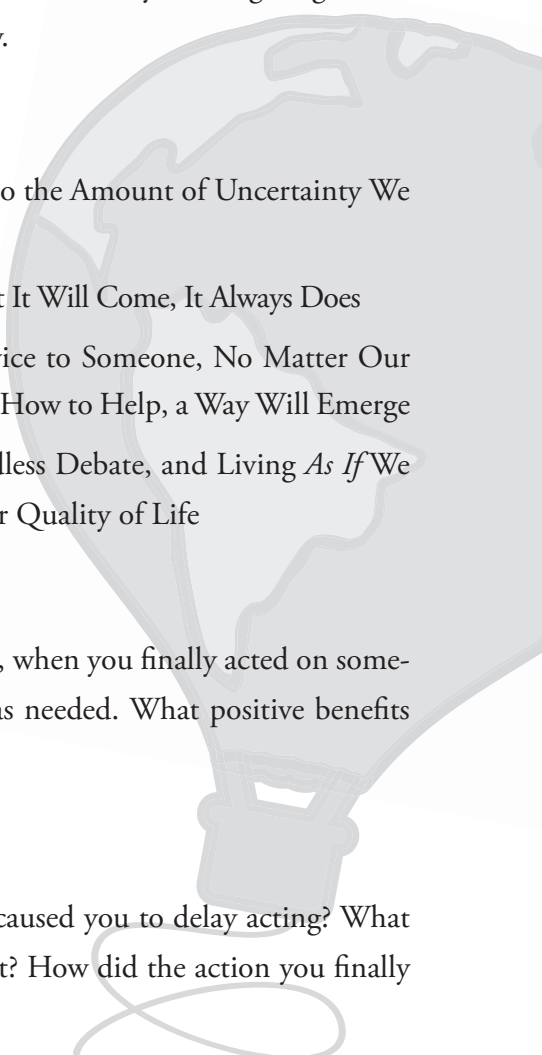 y.
o the Amount of Uncertainty We
It Will Come, It Always Does
ice to Someone, No Matter Our
How to Help, a Way Will Emerge
less Debate, and Living As If We
r Quality of Life
, when you finally acted on some-
as needed. What positive benefits
caused you to delay acting? What
t? How did the action you finally